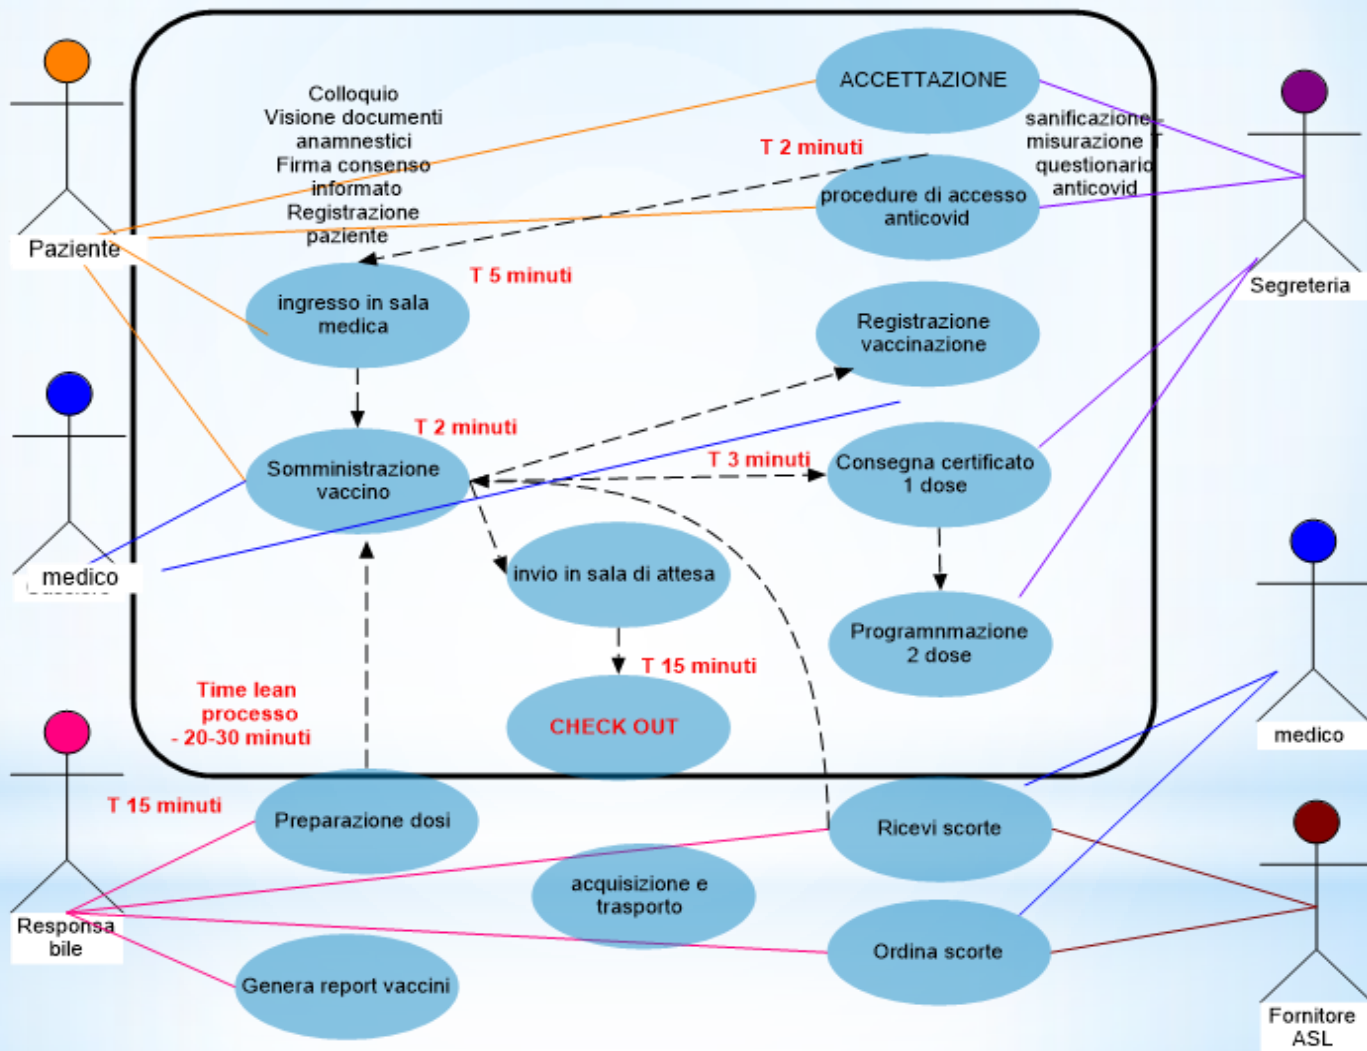 ACCETTAZIONE
Colloquio
Visione documenti
anamnestici
Firma consenso
informato
Registrazione
paziente
T 2 minuti
sanificazione -
misurazione T
questionario
anticovid
procedure di accesso
anticovid
Paziente
Segreteria
T 5 minuti
ingresso in sala
medica
Registrazione
vaccinazione
T 2 minuti
Somministrazione
vaccino
T 3 minuti
Consegna certificato
1 dose
medico
invio in sala di attesa
Programnmazione
2 dose
T 15 minuti
Time lean
processo
- 20-30 minuti
CHECK OUT
medico
T 15 minuti
Preparazione dosi
Ricevi scorte
acquisizione e
trasporto
Responsa
bile
Ordina scorte
Genera report vaccini
Fornitore
ASL